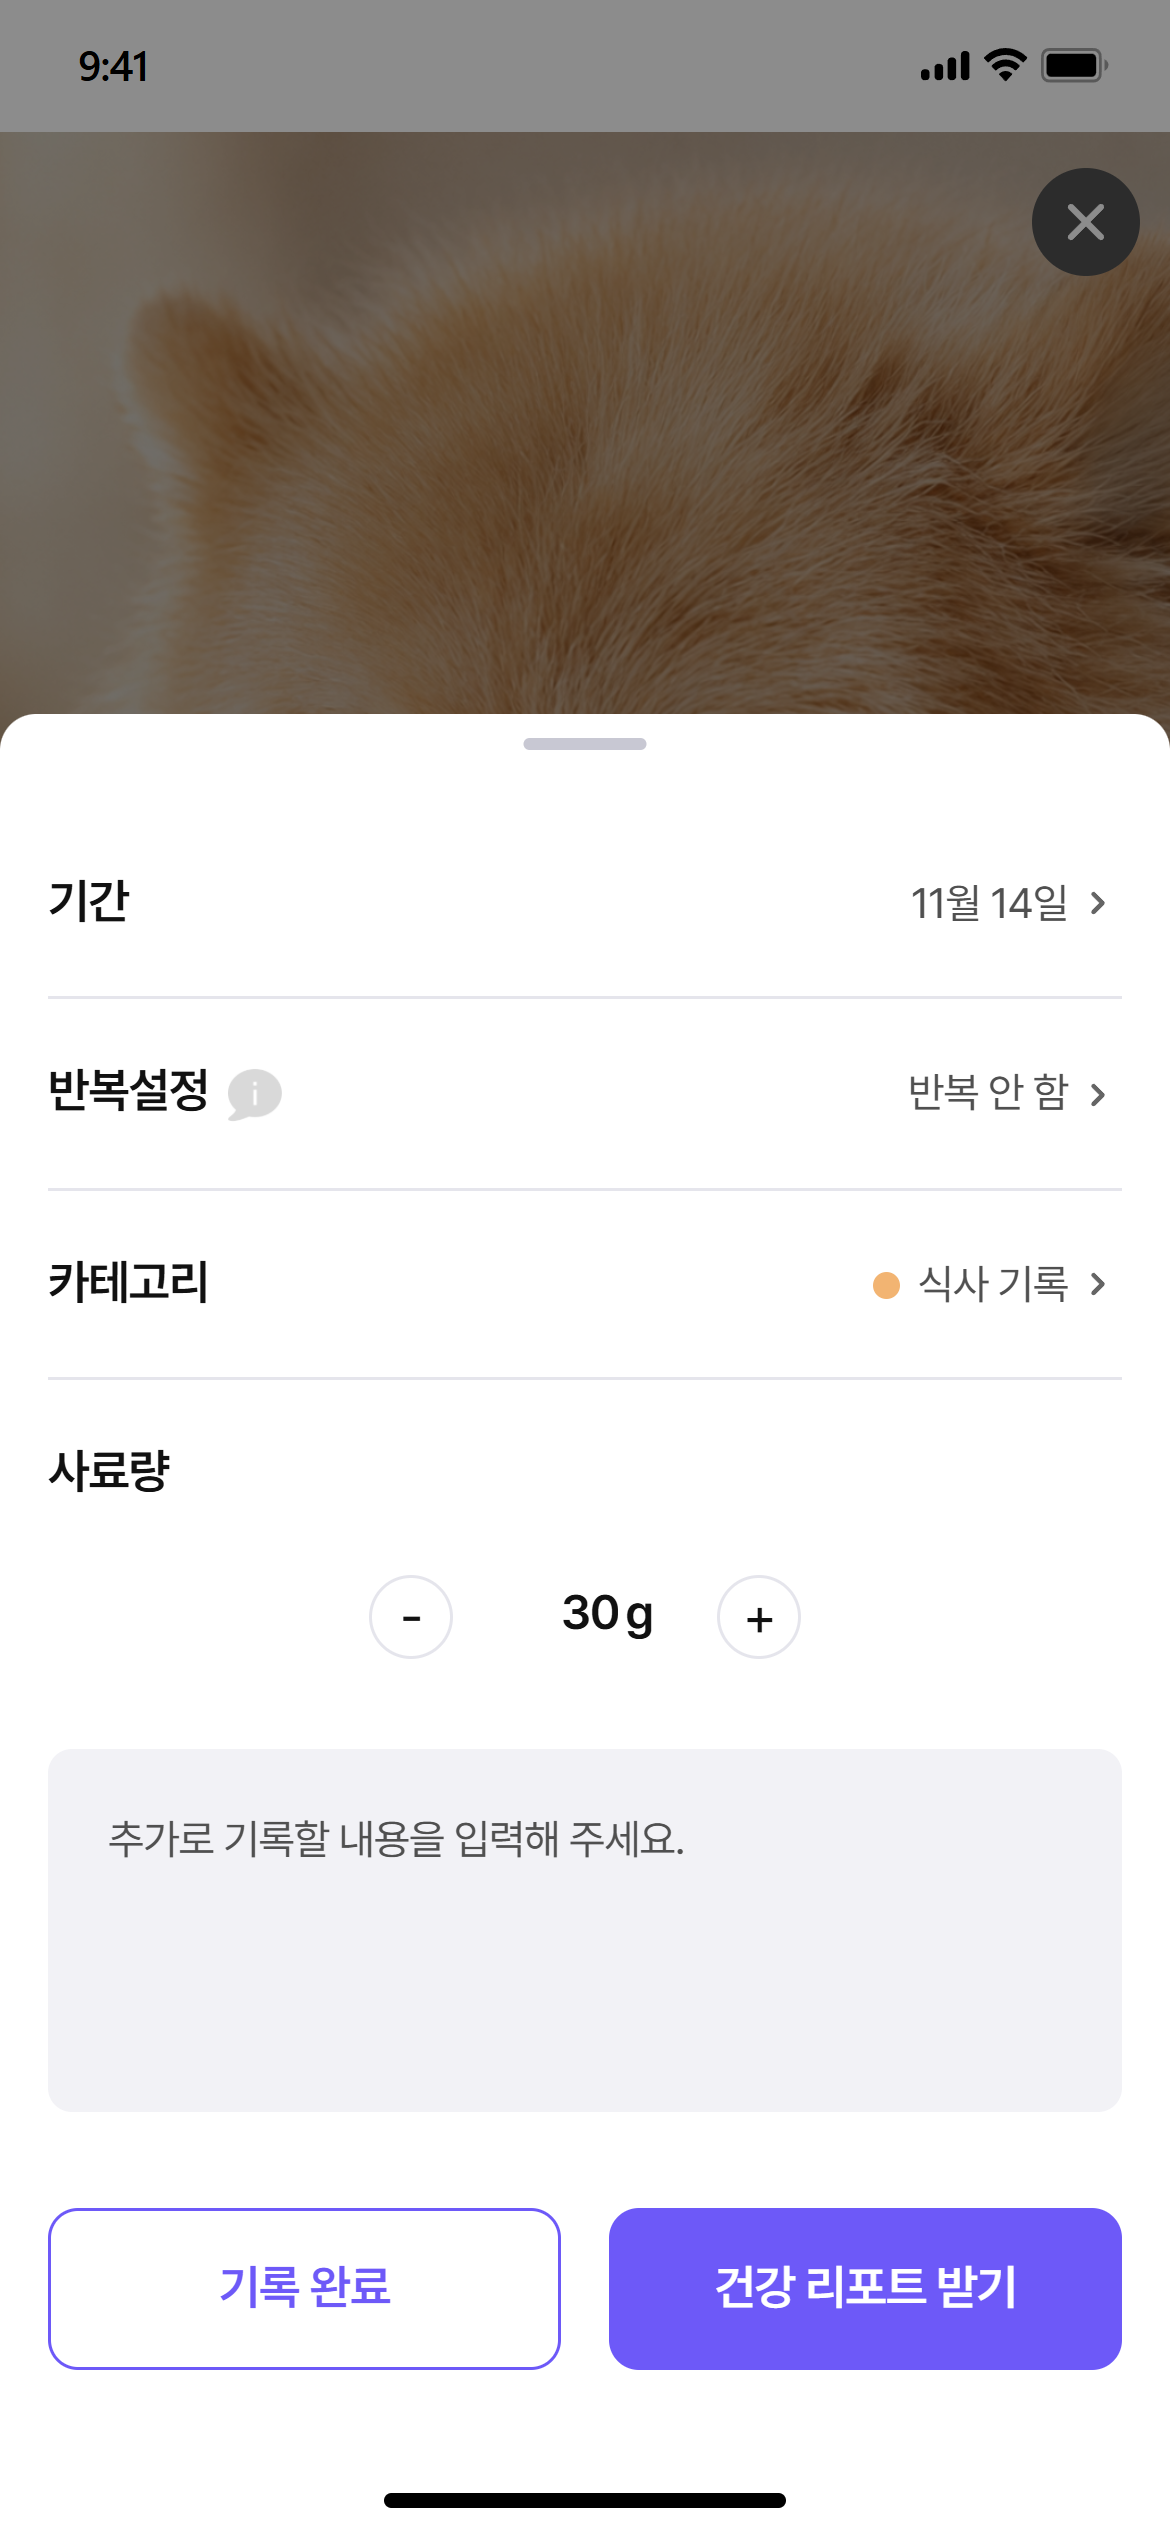 9:41
기간
11월 14일
반복설정 i
반복 안 함
카테고리
식사 기록
사료량
- 30 g +
추가로 기록할 내용을 입력해 주세요.
기록 완료
건강 리포트 받기